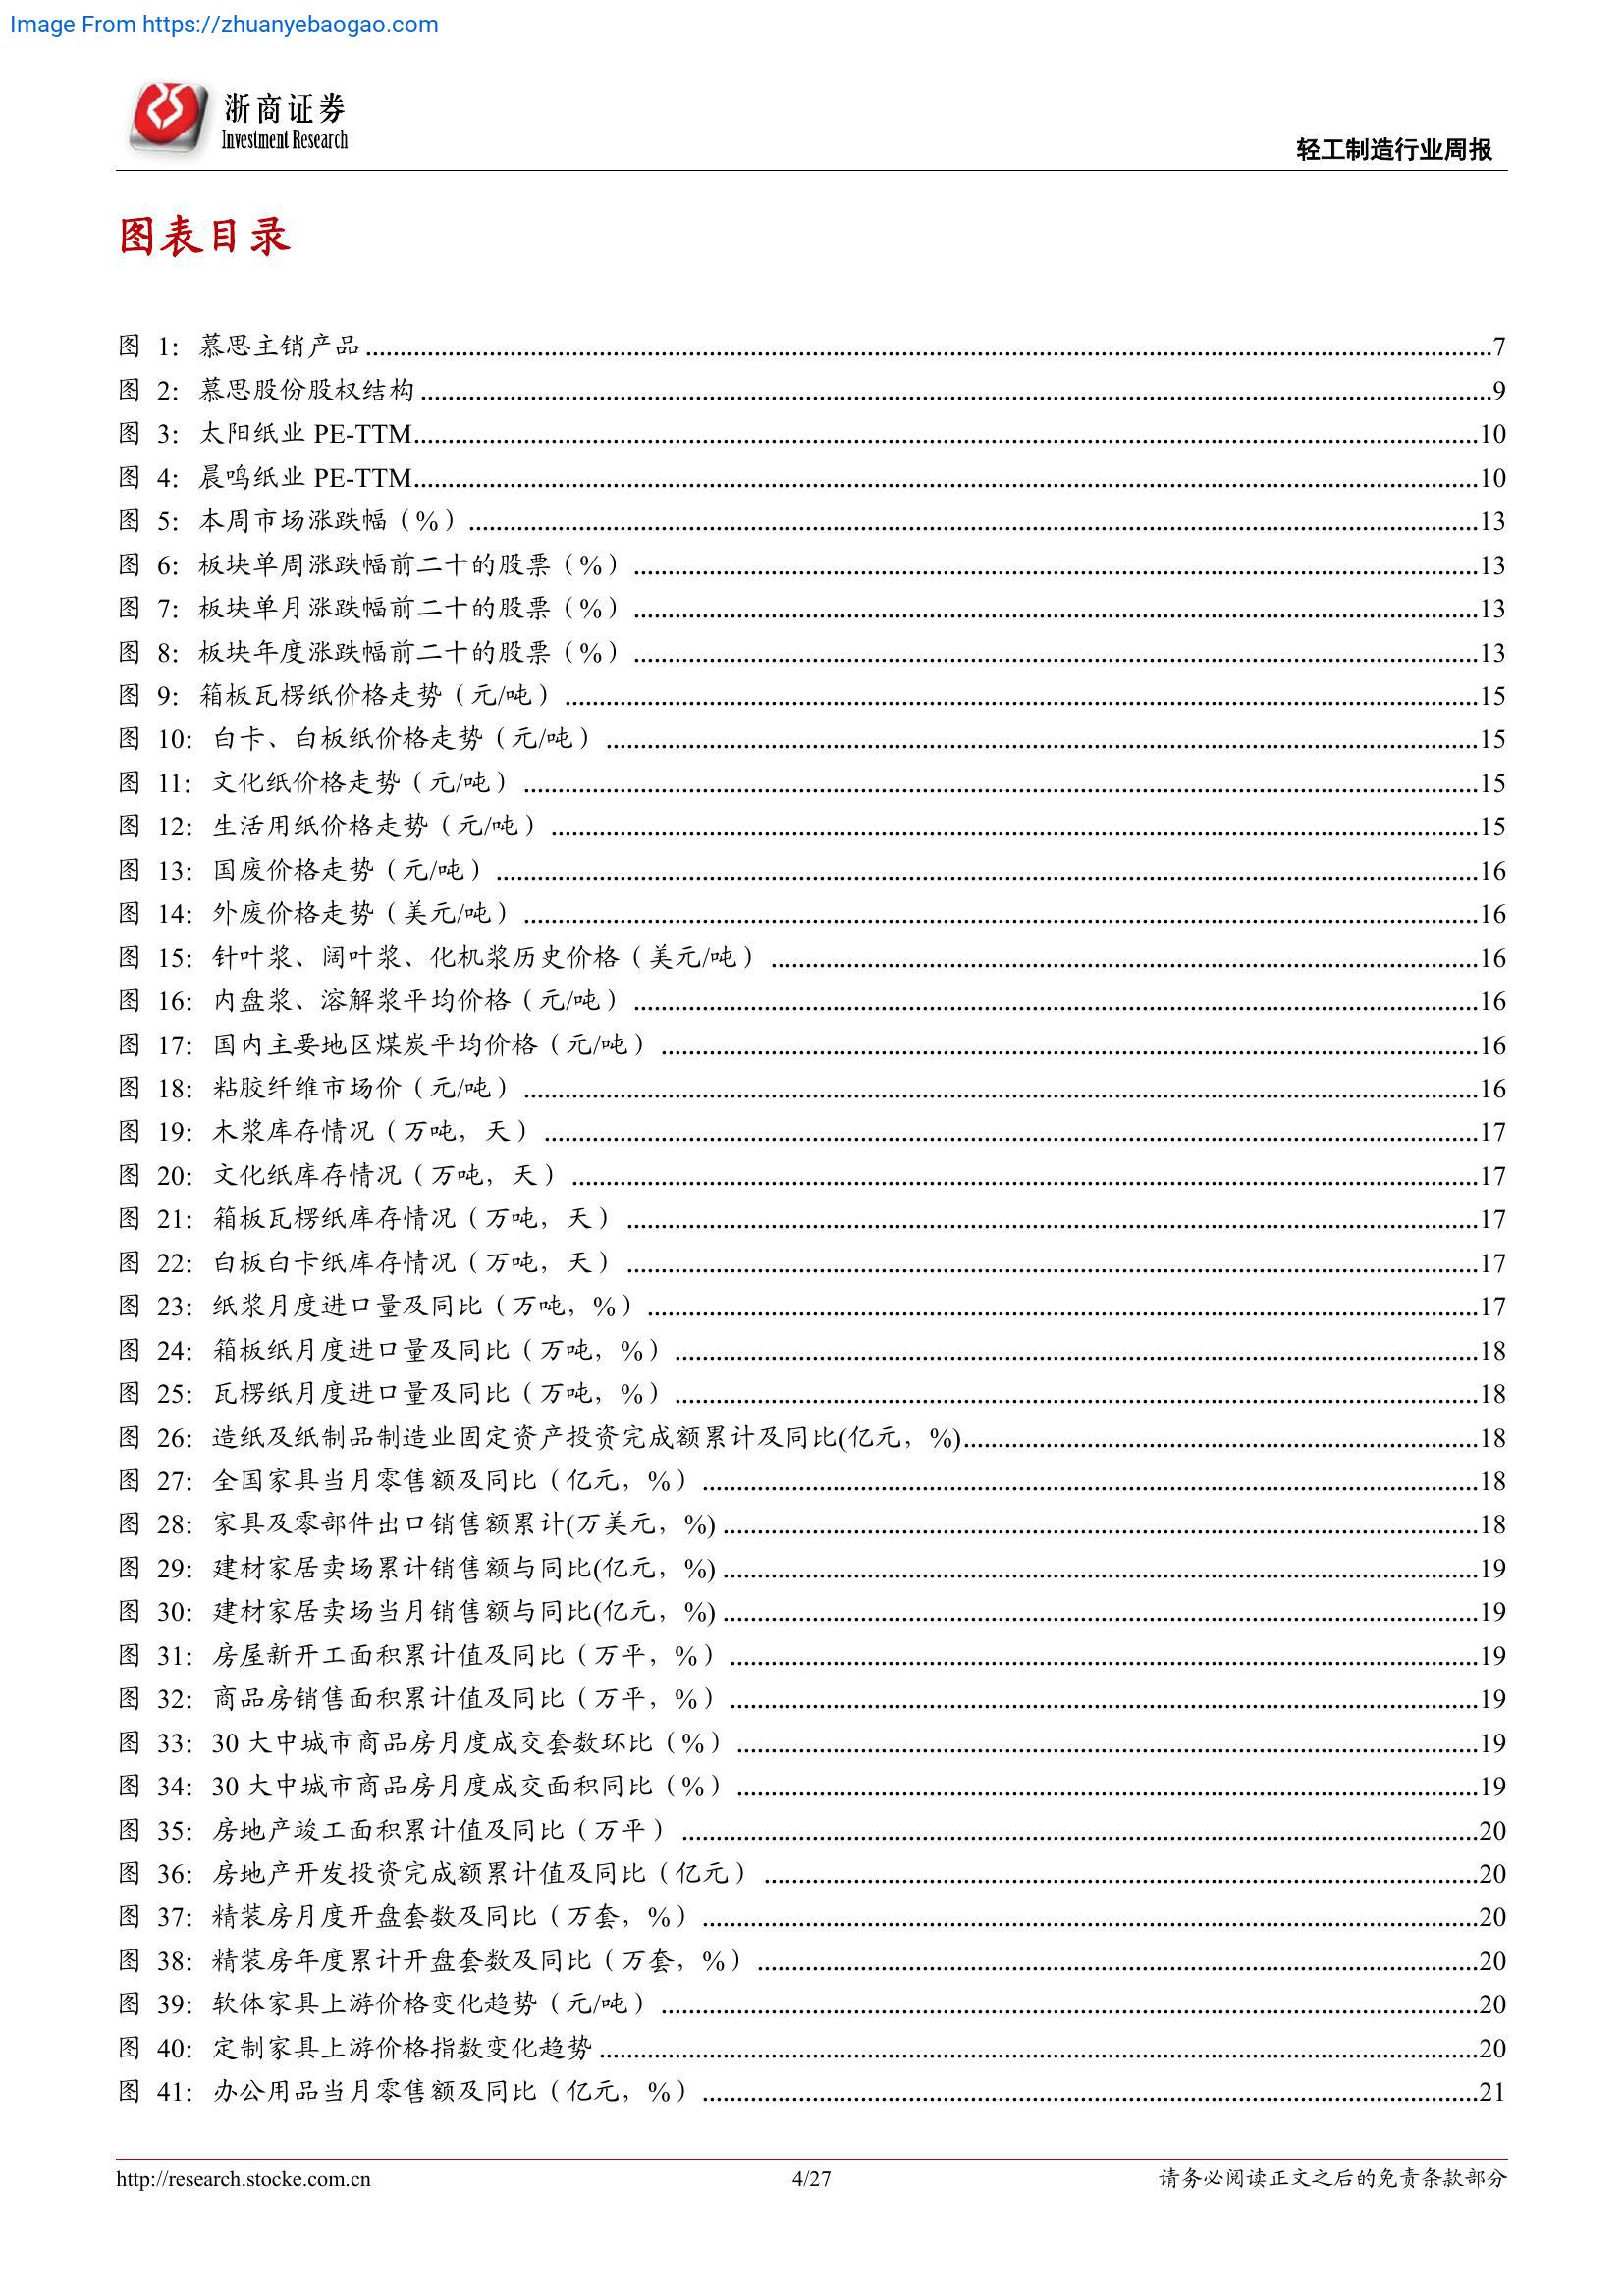 Image From https://zhuanyebaogao.com
浙商证券
Investment Research
轻工制造行业周报
图表目录
图 1：慕思主销产品........7
图 2：慕思股份股权结构........9
图 3：太阳纸业 PE-TTM........10
图 4：晨鸣纸业 PE-TTM........10
图 5：本周市场涨跌幅（%）........13
图 6：板块单周涨跌幅前二十的股票（%）........13
图 7：板块单月涨跌幅前二十的股票（%）........13
图 8：板块年度涨跌幅前二十的股票（%）........13
图 9：箱板瓦楞纸价格走势（元/吨）........15
图 10：白卡、白板纸价格走势（元/吨）........15
图 11：文化纸价格走势（元/吨）........15
图 12：生活用纸价格走势（元/吨）........15
图 13：国废价格走势（元/吨）........16
图 14：外废价格走势（美元/吨）........16
图 15：针叶浆、阔叶浆、化机浆历史价格（美元/吨）........16
图 16：内盘浆、溶解浆平均价格（元/吨）........16
图 17：国内主要地区煤炭平均价格（元/吨）........16
图 18：粘胶纤维市场价（元/吨）........16
图 19：木浆库存情况（万吨，天）........17
图 20：文化纸库存情况（万吨，天）........17
图 21：箱板瓦楞纸库存情况（万吨，天）........17
图 22：白板白卡纸库存情况（万吨，天）........17
图 23：纸浆月度进口量及同比（万吨，%）........17
图 24：箱板纸月度进口量及同比（万吨，%）........18
图 25：瓦楞纸月度进口量及同比（万吨，%）........18
图 26：造纸及纸制品制造业固定资产投资完成额累计及同比(亿元，%)........18
图 27：全国家具当月零售额及同比（亿元，%）........18
图 28：家具及零部件出口销售额累计(万美元，%)........18
图 29：建材家居卖场累计销售额与同比(亿元，%)........19
图 30：建材家居卖场当月销售额与同比(亿元，%)........19
图 31：房屋新开工面积累计值及同比（万平，%）........19
图 32：商品房销售面积累计值及同比（万平，%）........19
图 33：30 大中城市商品房月度成交套数环比（%）........19
图 34：30 大中城市商品房月度成交面积同比（%）........19
图 35：房地产竣工面积累计值及同比（万平）........20
图 36：房地产开发投资完成额累计值及同比（亿元）........20
图 37：精装房月度开盘套数及同比（万套，%）........20
图 38：精装房年度累计开盘套数及同比（万套，%）........20
图 39：软体家具上游价格变化趋势（元/吨）........20
图 40：定制家具上游价格指数变化趋势........20
图 41：办公用品当月零售额及同比（亿元，%）........21
http://research.stocke.com.cn
4/27
请务必阅读正文之后的免责条款部分